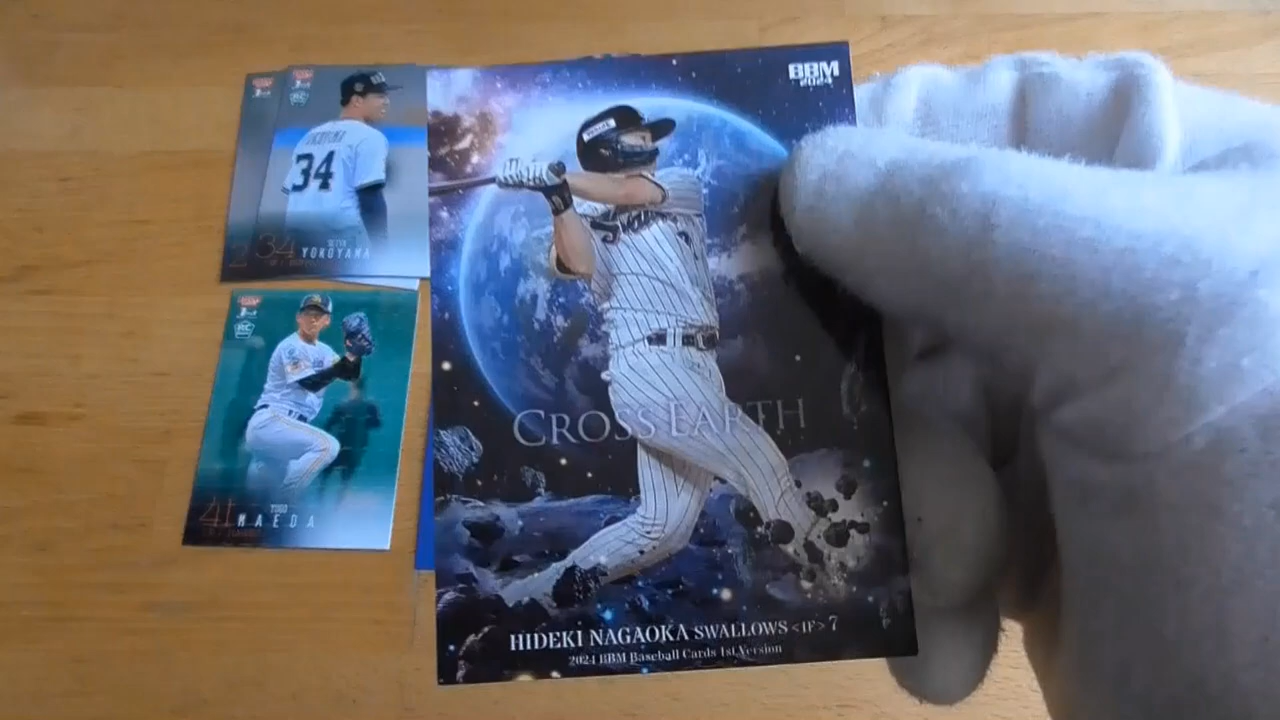 BBM
2024
YOKOYAMA
34
34
YOKOYAMA
RC
41
YUGO
MAEDA
CROSS EARTH
HIDEKI NAGAOKA SWALLOWS <IF> 7
2024 BBM Baseball Cards 1st Version